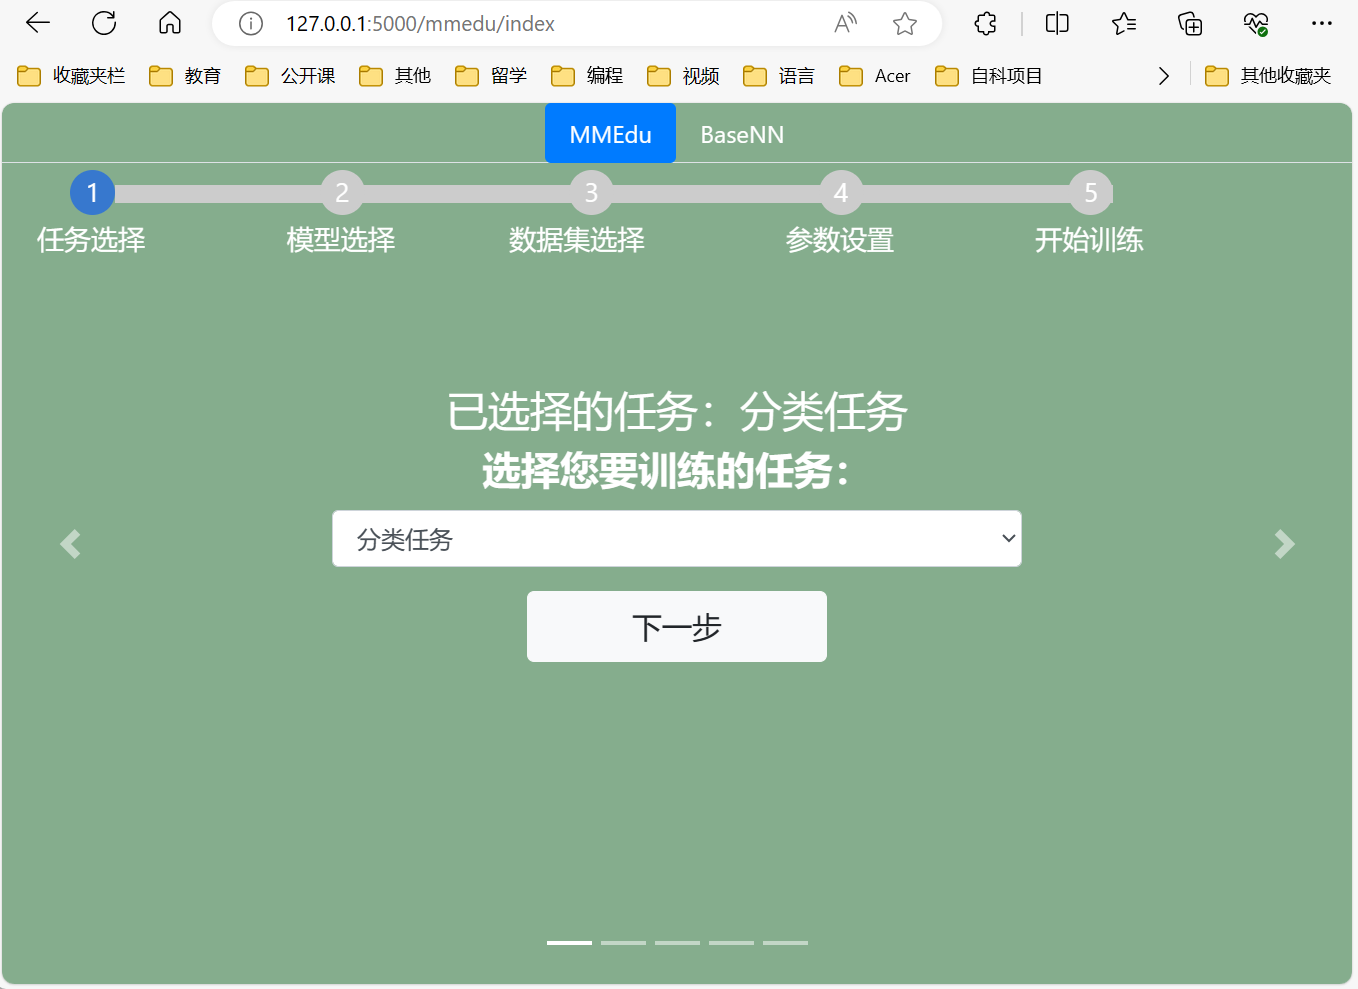 127.0.0.1:5000/mmedu/index
收藏夹栏 教育 公开课 其他 留学 编程 视频 语言 Acer 自科项目 其他收藏夹
MMEdu BaseNN
1 2 3 4 5
任务选择 模型选择 数据集选择 参数设置 开始训练
已选择的任务：分类任务
选择您要训练的任务：
分类任务
下一步